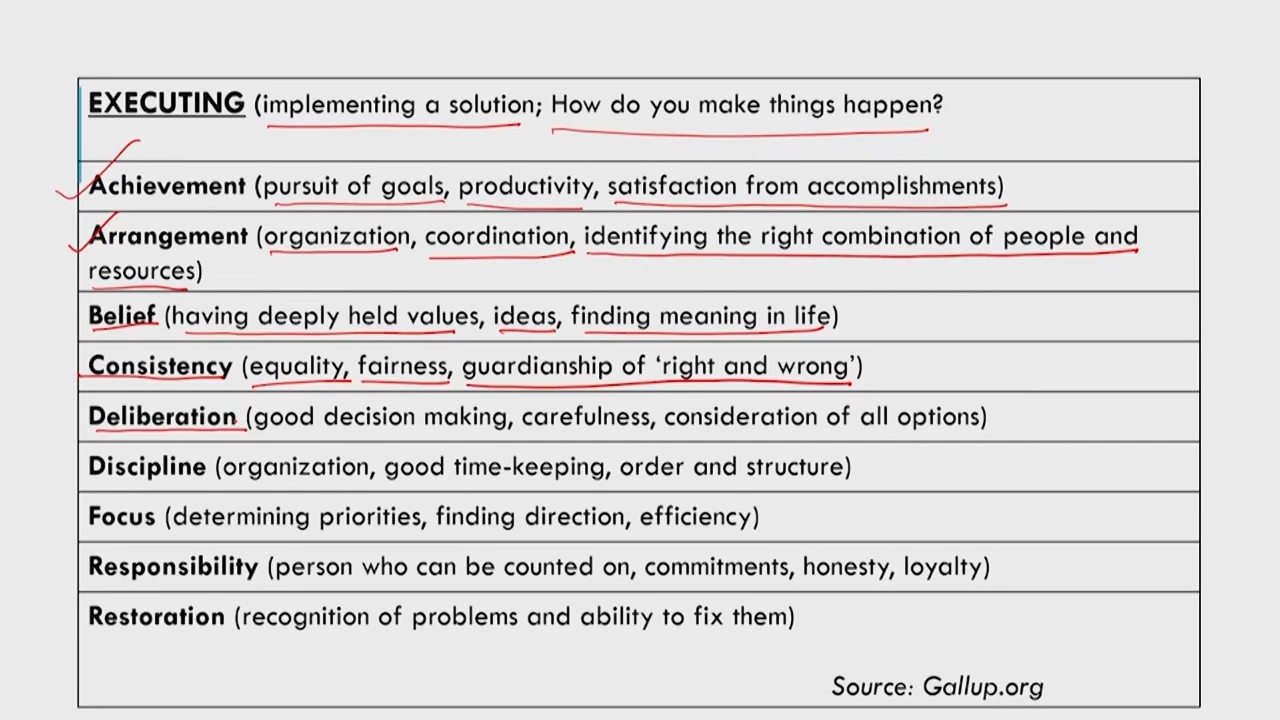 EXECUTING (implementing a solution; How do you make things happen?
Achievement (pursuit of goals, productivity, satisfaction from accomplishments)
Arrangement (organization, coordination, identifying the right combination of people and
resources)
Belief (having deeply held values, ideas, finding meaning in life)
Consistency (equality, fairness, guardianship of ‘right and wrong’)
Deliberation (good decision making, carefulness, consideration of all options)
Discipline (organization, good time-keeping, order and structure)
Focus (determining priorities, finding direction, efficiency)
Responsibility (person who can be counted on, commitments, honesty, loyalty)
Restoration (recognition of problems and ability to fix them)
Source: Gallup.org